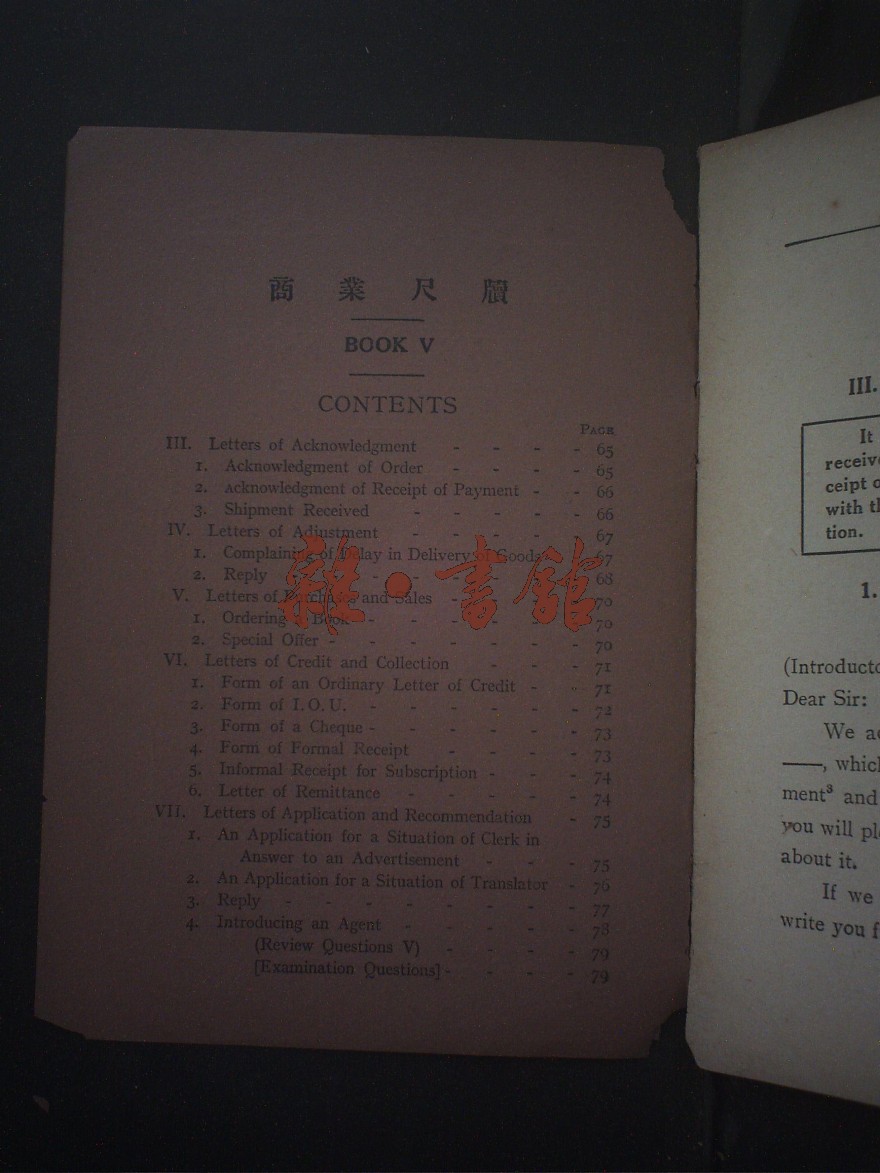 商業尺牘
BOOK V
CONTENTS
PAGE
III. Letters of Acknowledgment - - - - 65
1. Acknowledgment of Order - - - - 65
2. Acknowledgment of Receipt of Payment - - 66
3. Shipment Received - - - - - 66
IV. Letters of Adjustment - - - - - 67
1. Complaining of Delay in Delivery of Goods - 67
2. Reply - - - - - - - - 68
V. Letters of Purchases and Sales - - - - 70
1. Ordering a Book - - - - - - 70
2. Special Offer - - - - - - - 70
VI. Letters of Credit and Collection - - - 71
1. Form of an Ordinary Letter of Credit - - 71
2. Form of I.O.U. - - - - - - 72
3. Form of a Cheque - - - - - - 73
4. Form of Formal Receipt - - - - 73
5. Informal Receipt for Subscription - - - 74
6. Letter of Remittance - - - - - 74
VII. Letters of Application and Recommendation - 75
1. An Application for a Situation of Clerk in
Answer to an Advertisement - - - 75
2. An Application for a Situation of Translator - 76
3. Reply - - - - - - - - 77
4. Introducing an Agent - - - - - 78
(Review Questions V) - - - - 79
[Examination Questions] - - - - 79
雜·書館
III.
It
receive
ceipt o
with th
tion.
1.
(Introducto
Dear Sir:
We ac
——, which
ment³ and
you will ple
about it.
If we
write you f